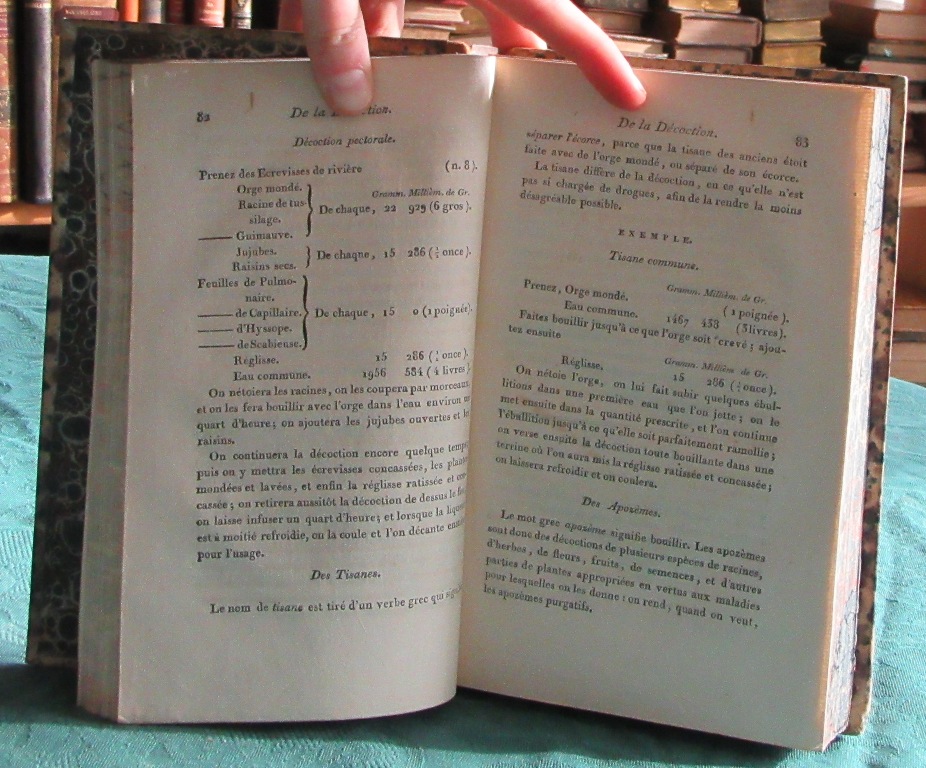 82
De la
Décoction pectorale.
Prenez des Ecrevisses de rivière (n. 8).
Orge mondé.
Gramm. Millièm. de Gr.
Racine de tus-
silage.
De chaque, 22 929 (6 gros).
—— Guimauve.
Jujubes.
Raisins secs.
De chaque, 15 286 (½ once).
Feuilles de Pulmo-
naire.
—— de Capillaire.
—— d'Hyssope.
—— de Scabieuse.
De chaque, 15 0 (1 poignée).
Réglisse. 15 286 (½ once).
Eau commune. 1956 584 (4 livres).
On nétoiera les racines, on les coupera par morceaux,
et on les fera bouillir avec l'orge dans l'eau environ un
quart d'heure; on ajoutera les jujubes ouvertes et les
raisins.
On continuera la décoction encore quelque temps,
puis on y mettra les écrevisses concassées, les plantes
mondées et lavées, et enfin la réglisse ratissée et con-
cassée; on retirera aussitôt la décoction de dessus le feu,
on laisse infuser un quart d'heure; et lorsque la liqueur
est à moitié refroidie, on la coule et l'on décante ensuite
pour l'usage.
Des Tisanes.
Le nom de tisane est tiré d'un verbe grec qui
De la Décoction. 83
séparer l'écorce, parce que la tisane des anciens étoit
faite avec de l'orge mondé, ou séparé de son écorce.
La tisane diffère de la décoction, en ce qu'elle n'est
pas si chargée de drogues, afin de la rendre la moins
désagréable possible.
EXEMPLE.
Tisane commune.
Gramm. Millièm. de Gr.
Prenez, Orge mondé. (1 poignée).
Eau commune. 1467 438 (3 livres).
Faites bouillir jusqu'à ce que l'orge soit crevé; ajou-
tez ensuite
Gramm. Millièm. de Gr.
Réglisse. 15 286 (½ once).
On nétoie l'orge, on lui fait subir quelques ébul-
litions dans une première eau que l'on jette; on le
met ensuite dans la quantité prescrite, et l'on continue
l'ébullition jusqu'à ce qu'elle soit parfaitement ramollie;
on verse ensuite la décoction toute bouillante dans une
terrine où l'on aura mis la réglisse ratissée et concassée;
on laissera refroidir et on coulera.
Des Apozèmes.
Le mot grec apozème signifie bouillir. Les apozèmes
sont donc des décoctions de plusieurs espèces de racines,
d'herbes, de fleurs, fruits, de semences, et d'autres
parties de plantes appropriées en vertus aux maladies
pour lesquelles on les donne : on rend, quand on veut,
les apozèmes purgatifs.